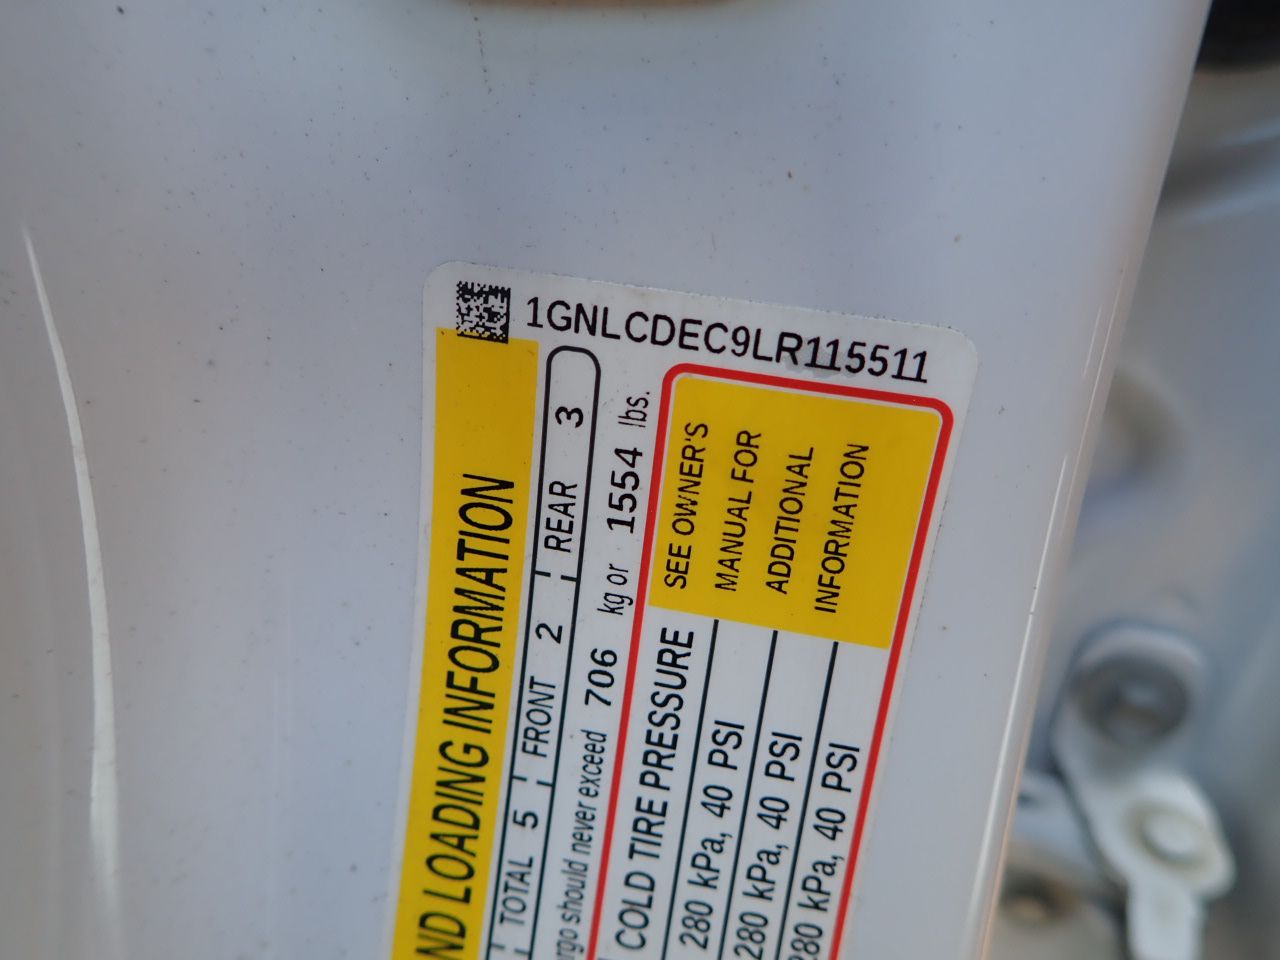 1GNLCDEC9LR115511
ND LOADING INFORMATION
TOTAL 5 FRONT 2 REAR 3
should never exceed 706 kg or 1554 lbs.
COLD TIRE PRESSURE
280 kPa, 40 PSI
280 kPa, 40 PSI
280 kPa, 40 PSI
SEE OWNER'S
MANUAL FOR
ADDITIONAL
INFORMATION